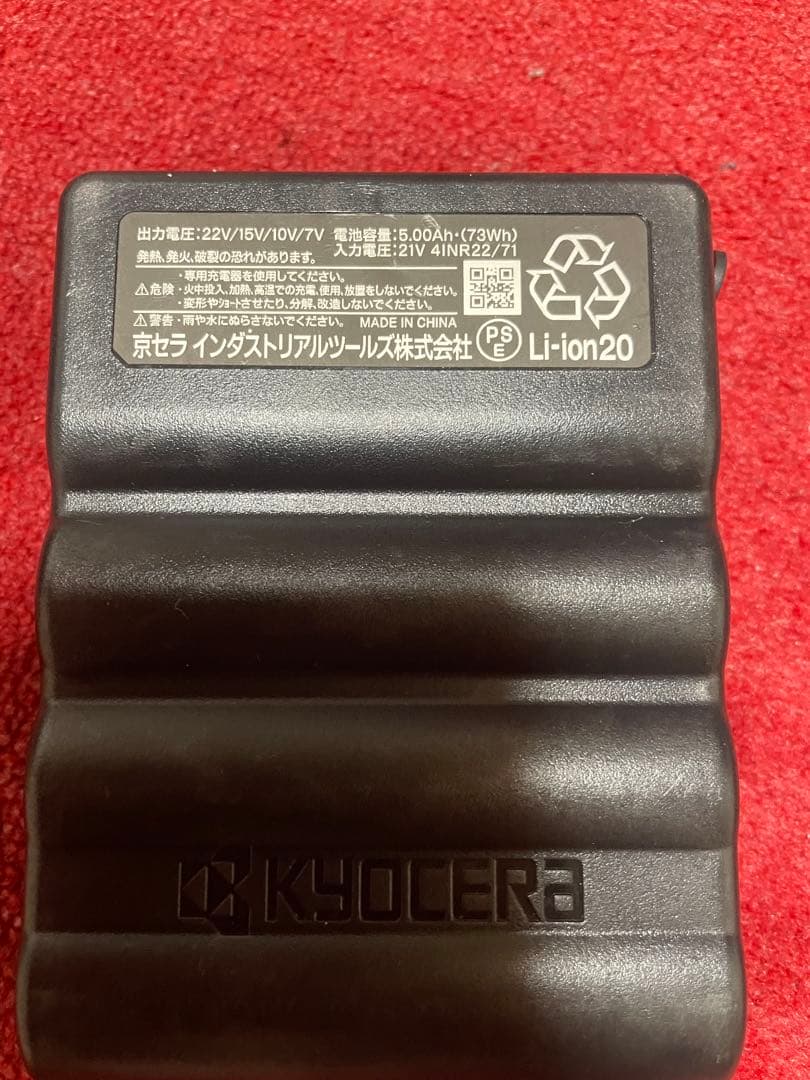 出力電圧:22V/15V/10V/7V 電池容量:5.00Ah・(73Wh)
発熱、発火、破裂の恐れがあります。 入力電圧:21V 4INR22/71
・専用充電器を使用してください。
⚠危険 ・火中投入、加熱、高温での充電、使用、放置をしないでください。
・変形やショートさせたり、分解、改造しないでください。
⚠警告 ・雨や水にぬらさないでください。 MADE IN CHINA
京セラ インダストリアルツールズ株式会社 PSE Li-ion20
KYOCERA